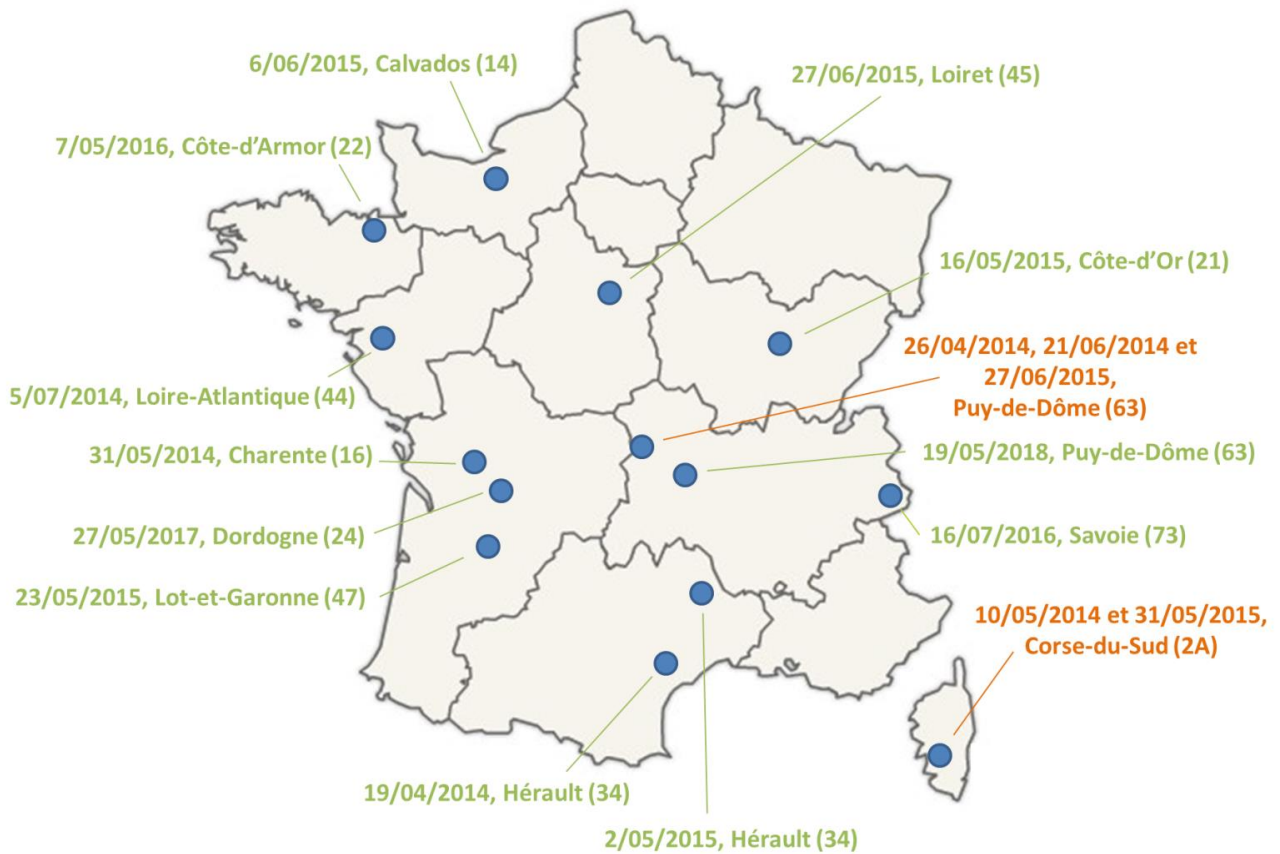 6/06/2015, Calvados (14)
27/06/2015, Loiret (45)
7/05/2016, Côte-d’Armor (22)
16/05/2015, Côte-d’Or (21)
26/04/2014, 21/06/2014 et
27/06/2015,
Puy-de-Dôme (63)
5/07/2014, Loire-Atlantique (44)
31/05/2014, Charente (16)
19/05/2018, Puy-de-Dôme (63)
27/05/2017, Dordogne (24)
16/07/2016, Savoie (73)
23/05/2015, Lot-et-Garonne (47)
10/05/2014 et 31/05/2015,
Corse-du-Sud (2A)
19/04/2014, Hérault (34)
2/05/2015, Hérault (34)